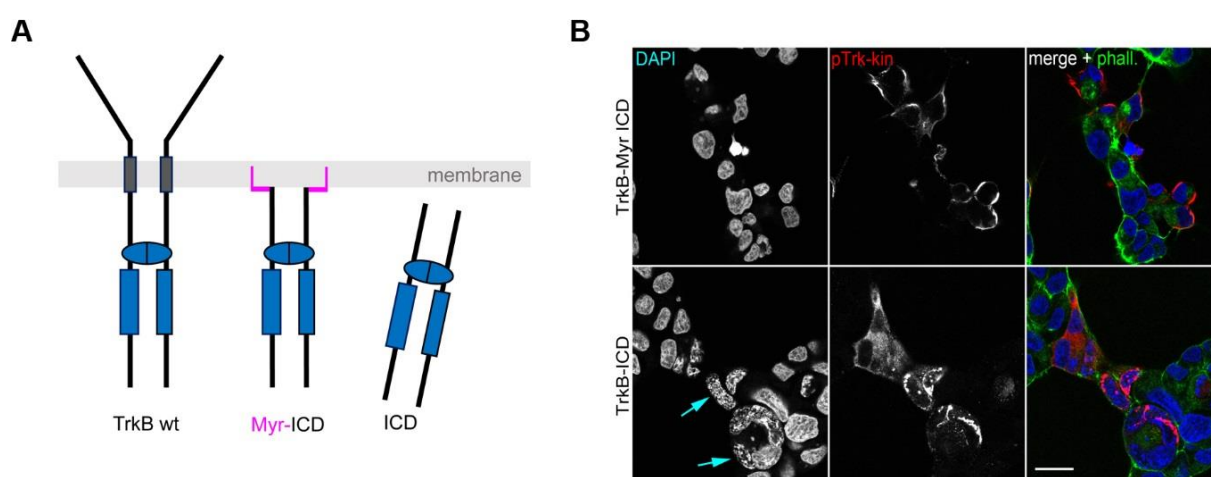 A
membrane
TrkB wt
Myr-ICD
ICD
B
DAPI
pTrk-kin
merge + phall.
TrkB-Myr ICD
TrkB-ICD